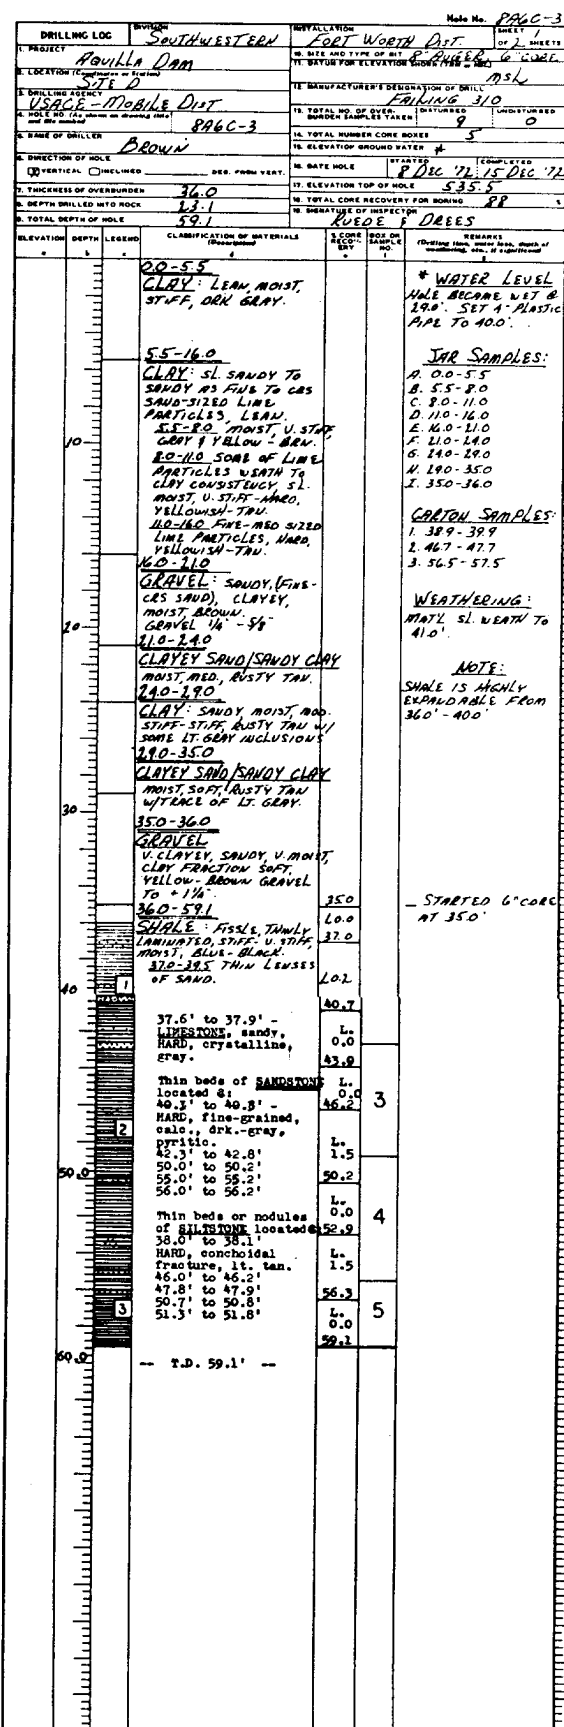 Hole No. 8A6C-3
DRILLING LOG
DIVISION
SOUTHWESTERN
INSTALLATION
FORT WORTH DIST.
SHEET 1
OF 2 SHEETS
1. PROJECT
AQUILLA DAM
10. SIZE AND TYPE OF BIT 8" AUGER 6" CORE
2. LOCATION (Coordinates or Station)
SITE D
11. DATUM FOR ELEVATION SHOWN (TBM or MSL)
MSL
3. DRILLING AGENCY
USACE-MOBILE DIST
12. MANUFACTURER'S DESIGNATION OF DRILL
FAILING 310
4. HOLE NO. (As shown on drawing title and file number)
8A6C-3
13. TOTAL NO. OF OVERBURDEN SAMPLES TAKEN
DISTURBED
9
UNDISTURBED
0
5. NAME OF DRILLER
BROWN
14. TOTAL NUMBER CORE BOXES 5
15. ELEVATION GROUND WATER *
6. DIRECTION OF HOLE
VERTICAL INCLINED DEG. FROM VERT.
16. DATE HOLE
STARTED
8 DEC '72
COMPLETED
15 DEC '72
7. THICKNESS OF OVERBURDEN 36.0
17. ELEVATION TOP OF HOLE 535.5
8. DEPTH DRILLED INTO ROCK 23.1
18. TOTAL CORE RECOVERY FOR BORING 88 %
9. TOTAL DEPTH OF HOLE 59.1
19. SIGNATURE OF INSPECTOR
RUEDE & DREES
ELEVATION
DEPTH
LEGEND
CLASSIFICATION OF MATERIALS
(Description)
% CORE RECOVERY
BOX OR SAMPLE NO.
REMARKS
(Drilling time, water loss, depth of weathering, etc., if significant)
a b c d e f g
0.0-5.5
CLAY: LEAN, MOIST,
STIFF, DRK GRAY.
5.5-16.0
CLAY: SL. SANDY TO
SANDY AS FINE TO CRS
SAND-SIZED LIME
PARTICLES, LEAN.
5.5-8.0 MOIST, V. STIFF,
GRAY & YELLOW-BRN.
8.0-11.0 SOME OF LIME
PARTICLES WEATH TO
CLAY CONSISTENCY, SL.
MOIST, V. STIFF-HARD,
YELLOWISH-TAN.
11.0-16.0 FINE-MED SIZED
LIME PARTICLES, HARD,
YELLOWISH-TAN.
16.0-21.0
GRAVEL: SANDY, (FINE-
CRS SAND), CLAYEY,
MOIST, BROWN.
GRAVEL 1/4" - 5/8"
21.0-24.0
CLAYEY SAND/SANDY CLAY
MOIST, MED., RUSTY TAN.
24.0-29.0
CLAY: SANDY, MOIST, MOD.
STIFF-STIFF, RUSTY TAN W/
SOME LT. GRAY INCLUSIONS
29.0-35.0
CLAYEY SAND/SANDY CLAY
MOIST, SOFT, RUSTY TAN
W/TRACE OF LT. GRAY.
35.0-36.0
GRAVEL
V. CLAYEY, SANDY, V. MOIST,
CLAY FRACTION SOFT,
YELLOW-BROWN GRAVEL
TO + 1 1/4"
36.0-59.1
SHALE: FISSLE, THINLY
LAMINATED, STIFF-V. STIFF,
MOIST, BLUE-BLACK.
37.0-39.5 THIN LENSES
OF SAND.
37.6' to 37.9' -
LIMESTONE, sandy,
HARD, crystalline,
gray.
Thin beds of SANDSTONE
located @:
40.3' to 40.8' -
HARD, fine-grained,
calc., drk.-gray,
pyritic.
42.3' to 42.8'
50.0' to 50.2'
55.0' to 55.2'
56.0' to 56.2'
Thin beds or nodules
of SILTSTONE located@:
38.0' to 38.1'
HARD, conchoidal
fracture, lt. tan.
46.0' to 46.2'
47.8' to 47.9'
50.7' to 50.8'
51.3' to 51.8'
-- T.D. 59.1' --
10
20
30
40
50.0
60.0
1
2
3
35.0
L0.0
37.0
L0.2
40.7
L.
0.0
43.9
L.
0.0
46.2
L.
1.5
50.2
L.
0.0
52.9
L.
1.5
56.3
L.
0.0
59.1
3
4
5
* WATER LEVEL
HOLE BECAME WET @
29.0'. SET 4" PLASTIC
PIPE TO 40.0'.
JAR SAMPLES:
A. 0.0-5.5
B. 5.5-8.0
C. 8.0-11.0
D. 11.0-16.0
E. 16.0-21.0
F. 21.0-24.0
G. 24.0-29.0
H. 29.0-35.0
I. 35.0-36.0
CARTON SAMPLES:
1. 38.9-39.9
2. 46.7-47.7
3. 56.5-57.5
WEATHERING:
MAT'L SL. WEATH TO
41.0'.
NOTE:
SHALE IS HIGHLY
EXPANDABLE FROM
36.0'-40.0'
- STARTED 6" CORE
AT 35.0'